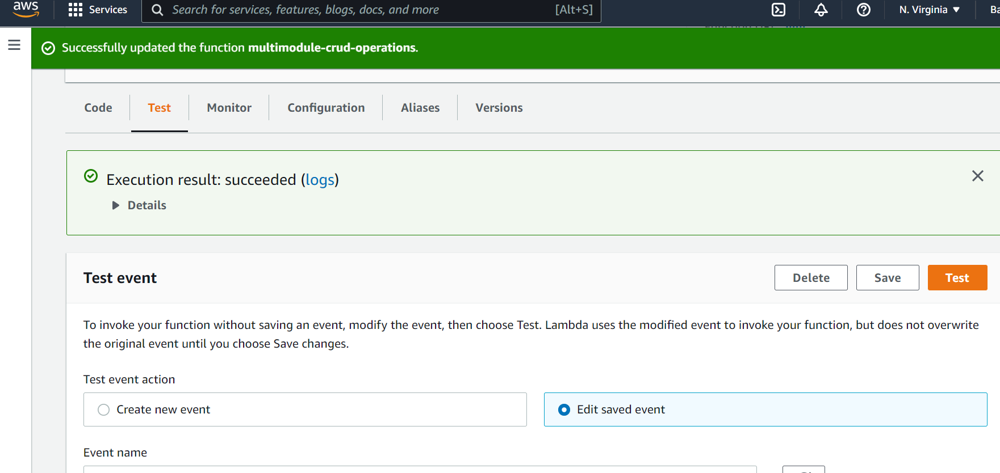 aws
Services
Search for services, features, blogs, docs, and more
[Alt+S]
N. Virginia
Successfully updated the function multimodule-crud-operations.
Code
Test
Monitor
Configuration
Aliases
Versions
Execution result: succeeded (logs)
Details
Test event
Delete
Save
Test
To invoke your function without saving an event, modify the event, then choose Test. Lambda uses the modified event to invoke your function, but does not overwrite
the original event until you choose Save changes.
Test event action
Create new event
Edit saved event
Event name